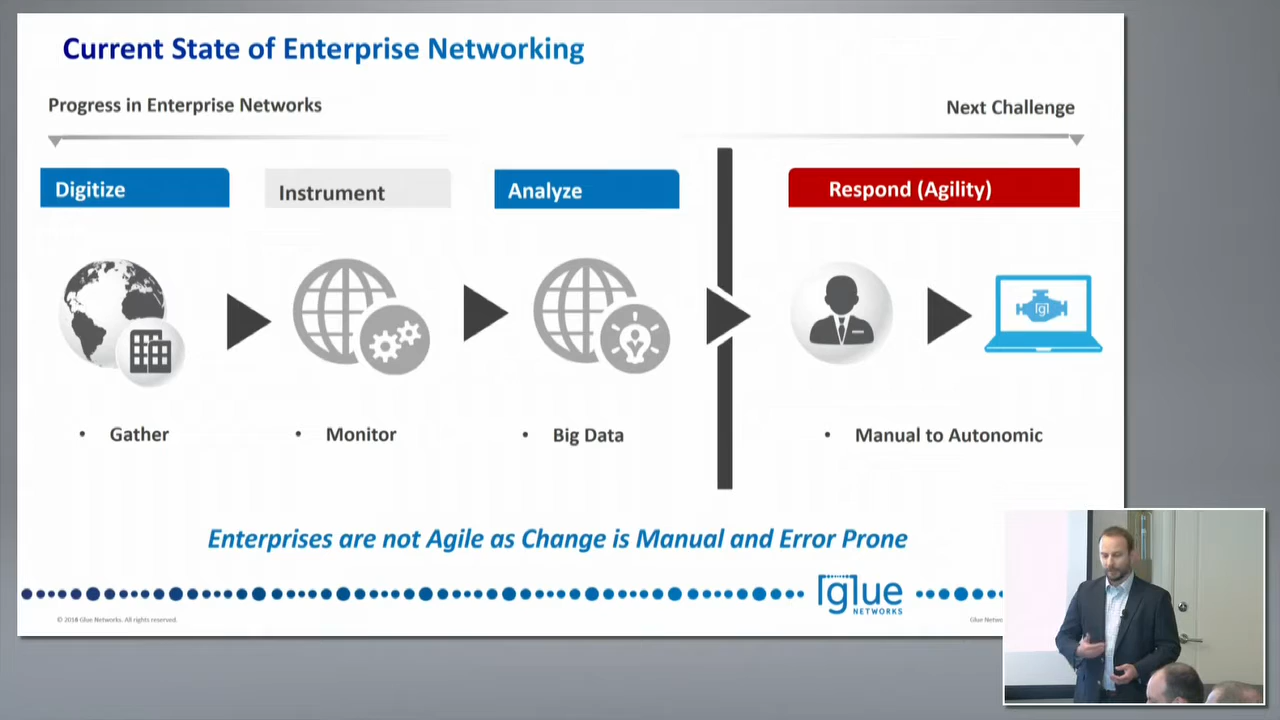 Current State of Enterprise Networking
Progress in Enterprise Networks
Next Challenge
Digitize
Instrument
Analyze
Respond (Agility)
[g]
• Gather
• Monitor
• Big Data
• Manual to Autonomic
Enterprises are not Agile as Change is Manual and Error Prone
glue
NETWORKS
© 2018 Glue Networks. All rights reserved.
Glue